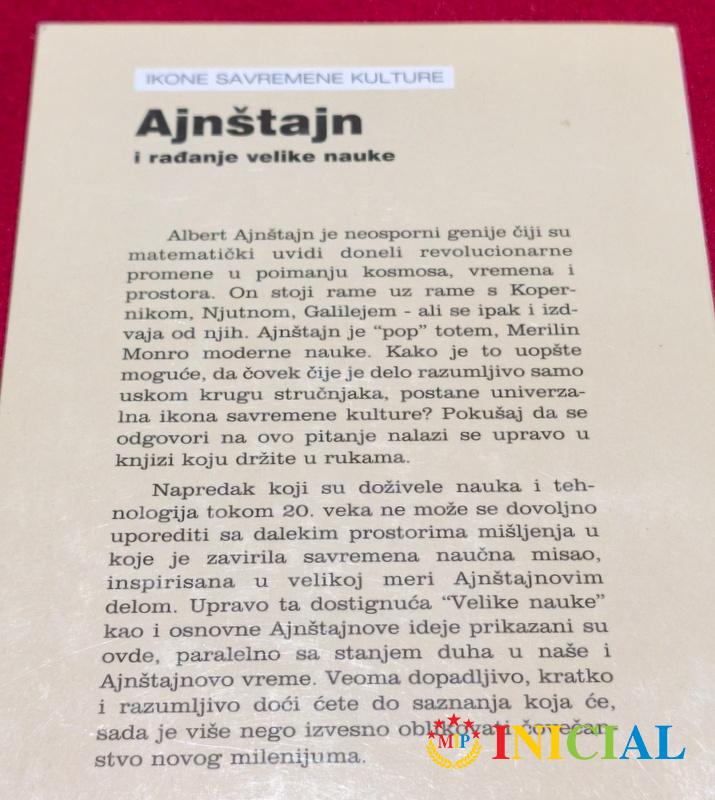 IKONE SAVREMENE KULTURE
Ajnštajn
i rađanje velike nauke
Albert Ajnštajn je neosporni genije čiji su
matematički uvidi doneli revolucionarne
promene u poimanju kosmosa, vremena i
prostora. On stoji rame uz rame s Koper-
nikom, Njutnom, Galilejem - ali se ipak i izd-
vaja od njih. Ajnštajn je “pop” totem, Merilin
Monro moderne nauke. Kako je to uopšte
moguće, da čovek čije je delo razumljivo samo
uskom krugu stručnjaka, postane univerza-
lna ikona savremene kulture? Pokušaj da se
odgovori na ovo pitanje nalazi se upravo u
knjizi koju držite u rukama.
Napredak koji su doživele nauka i teh-
nologija tokom 20. veka ne može se dovoljno
uporediti sa dalekim prostorima mišljenja u
koje je zavirila savremena naučna misao,
inspirisana u velikoj meri Ajnštajnovim
delom. Upravo ta dostignuća “Velike nauke”
kao i osnovne Ajnštajnove ideje prikazani su
ovde, paralelno sa stanjem duha u naše i
Ajnštajnovo vreme. Veoma dopadljivo, kratko
i razumljivo doći ćete do saznanja koja će,
sada je više nego izvesno oblikovati čovečan-
stvo novog milenijuma.
MIP INICIAL